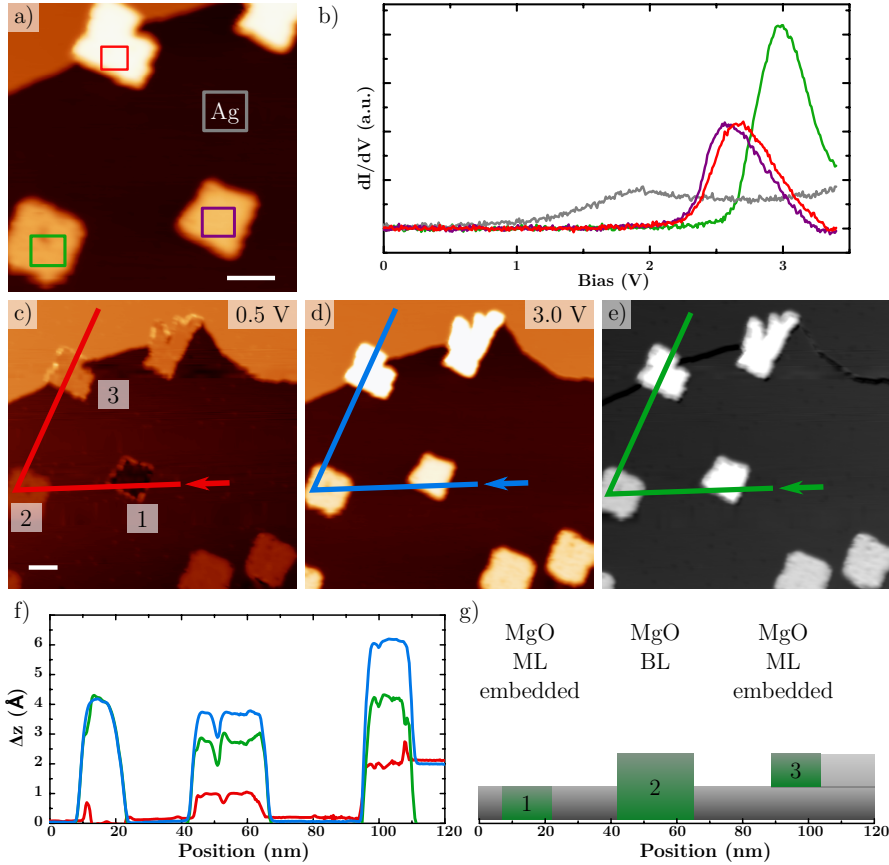 a)
Ag
b)
dI/dV (a.u.)
0
1
2
3
Bias (V)
c)
0.5 V
3
2
1
d)
3.0 V
e)
f)
Δz (Å)
6
5
4
3
2
1
0
0
20
40
60
80
100
120
Position (nm)
g)
MgO
ML
embedded
MgO
BL
MgO
ML
embedded
1
2
3
0
20
40
60
80
100
120
Position (nm)